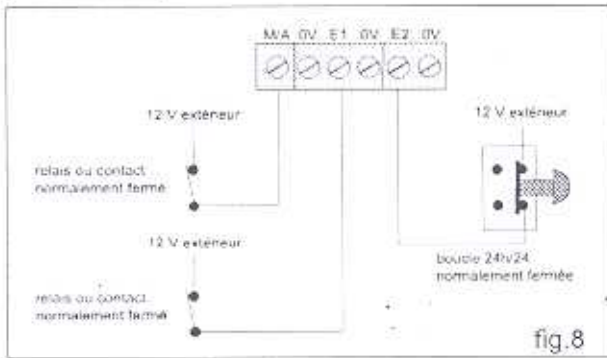 M/A 0V E1 0V E2 0V
12 V extérieur
12 V extérieur
relais ou contact
normalement fermé
12 V extérieur
boucle 24h/24
normalement fermée
relais ou contact
normalement fermé
fig.8